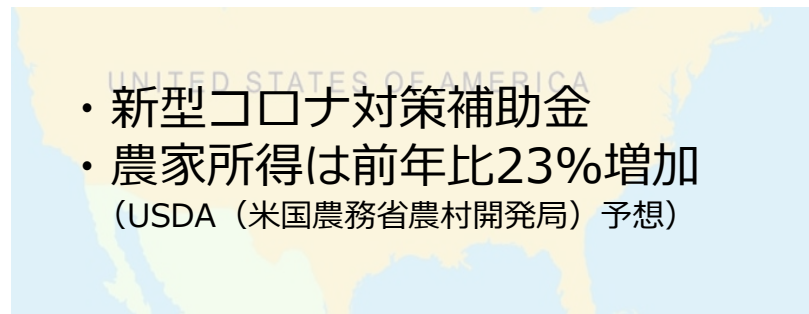 UNITED STATES OF AMERICA
・新型コロナ対策補助金
・農家所得は前年比23%増加
（USDA（米国農務省農村開発局）予想）